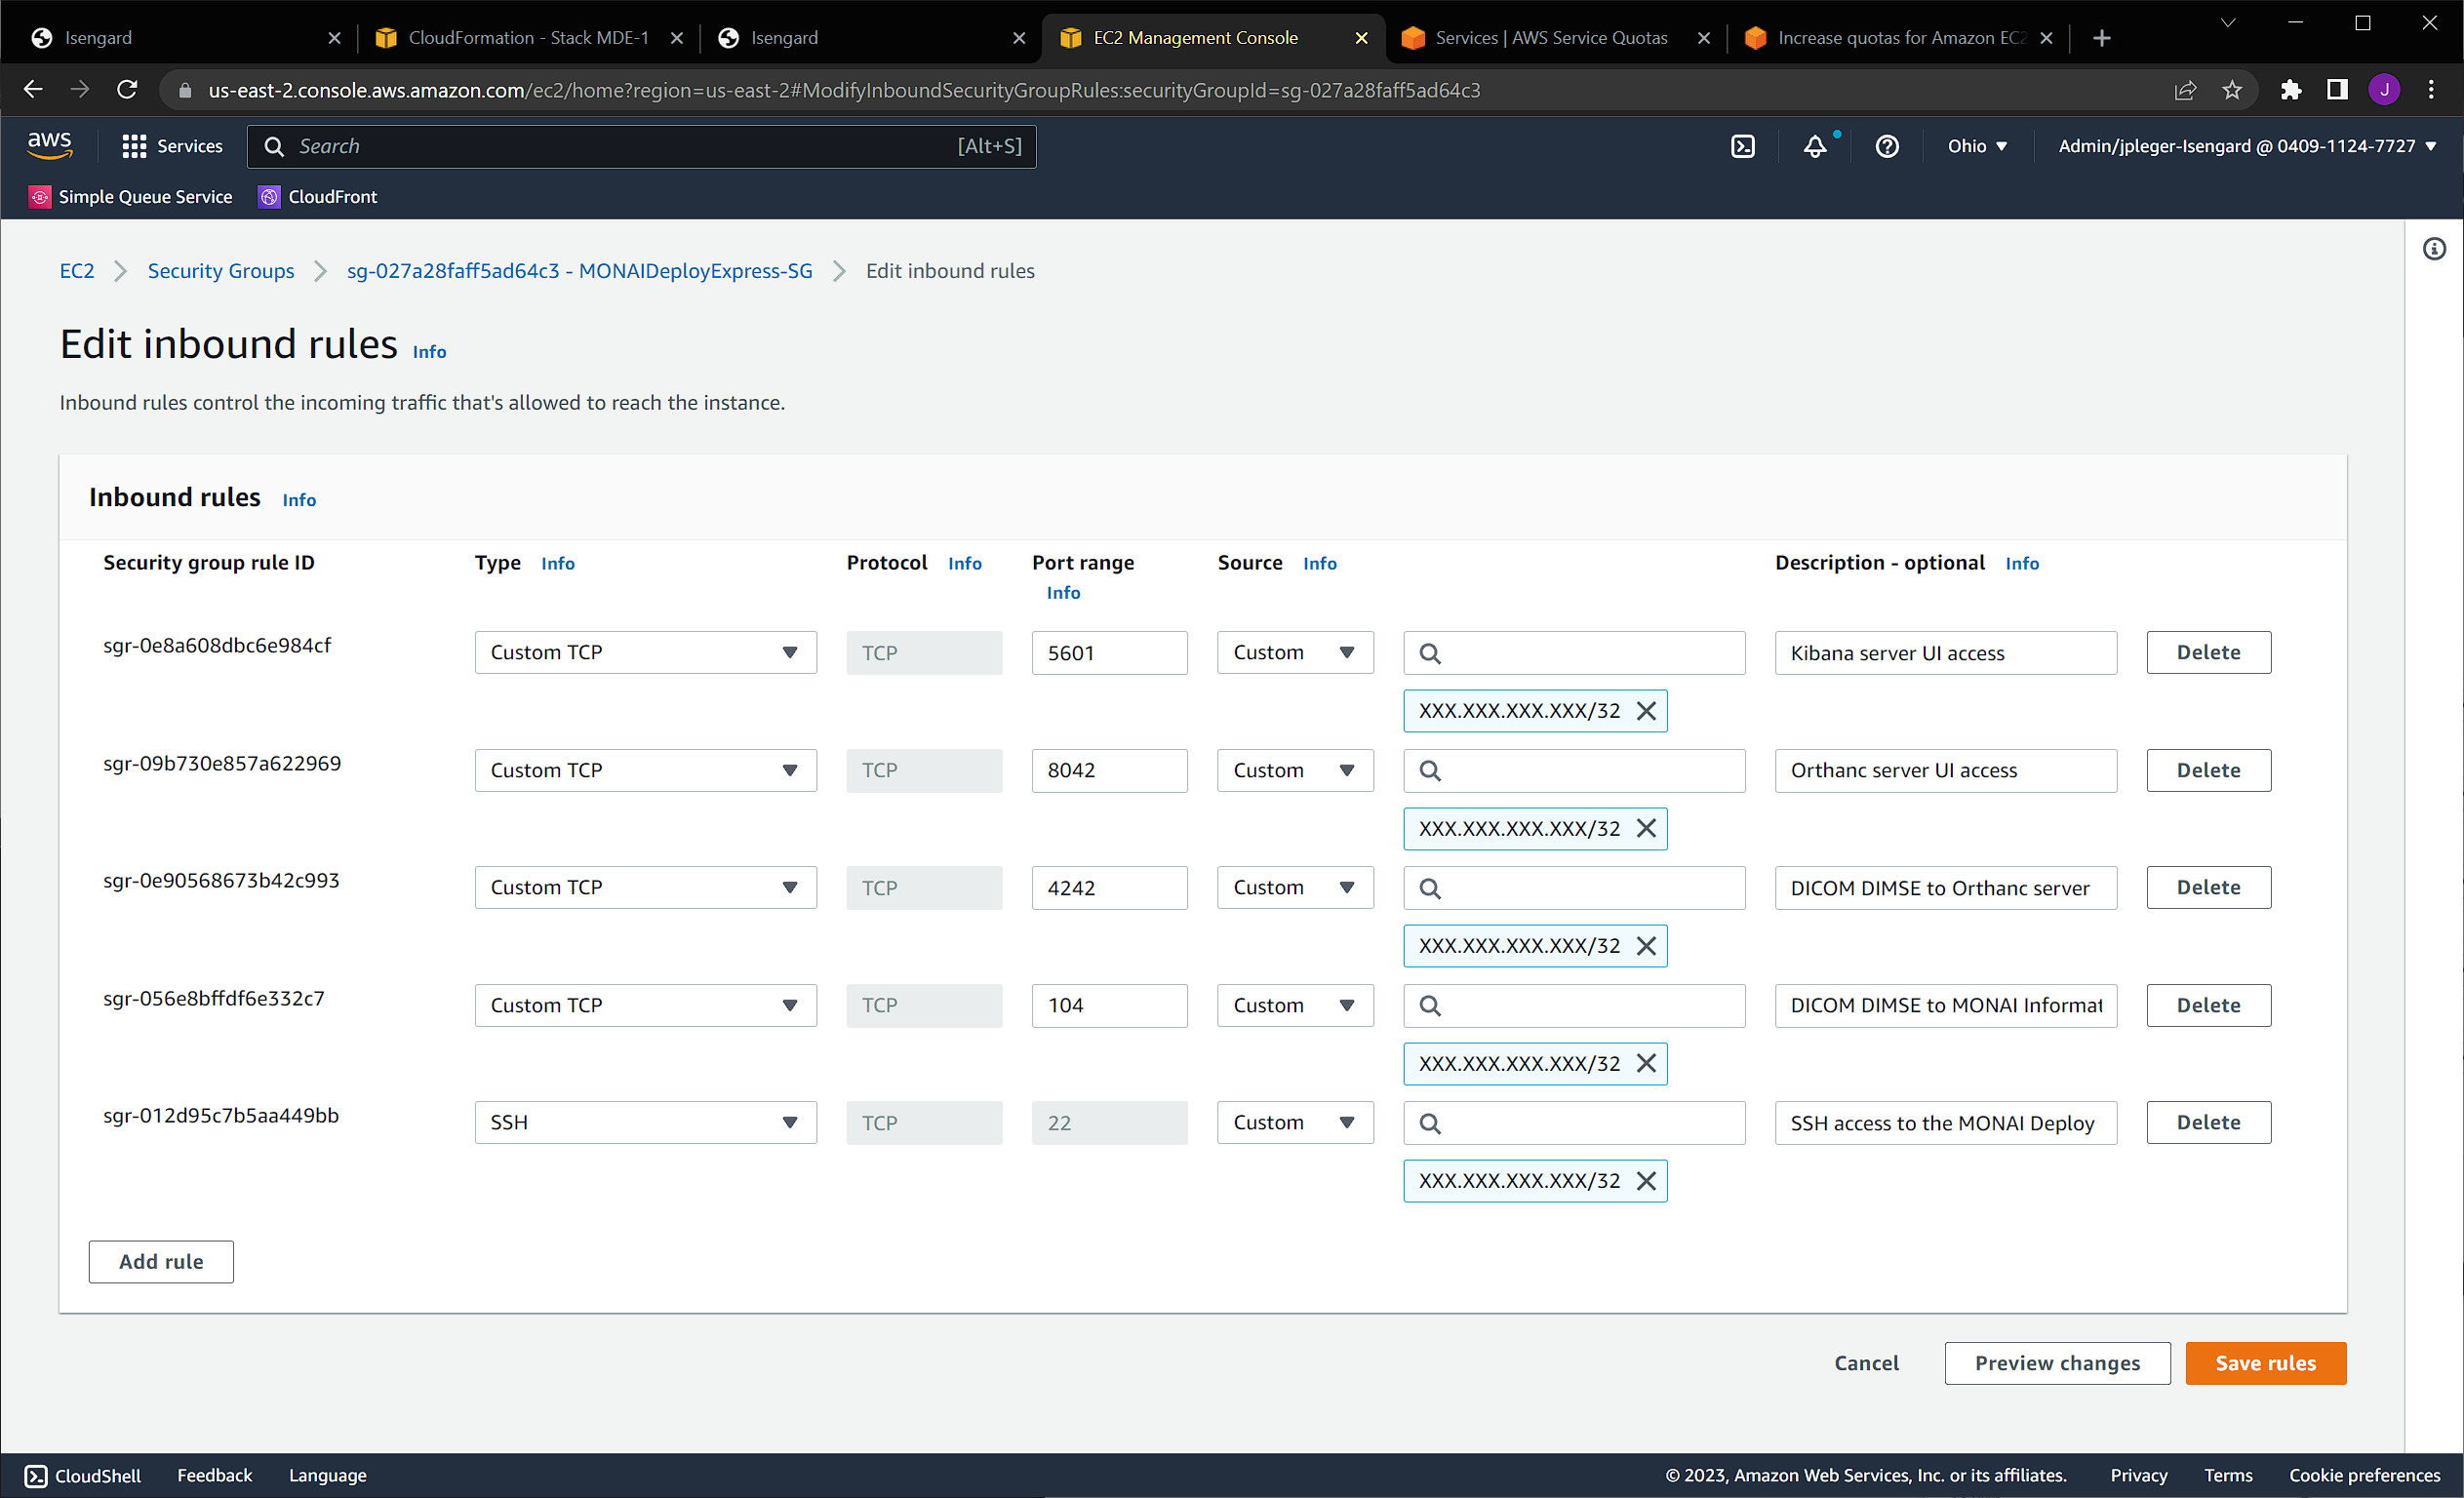 Isengard
CloudFormation - Stack MDE-1
Isengard
EC2 Management Console
Services | AWS Service Quotas
Increase quotas for Amazon EC2
us-east-2.console.aws.amazon.com/ec2/home?region=us-east-2#ModifyInboundSecurityGroupRules:securityGroupId=sg-027a28faff5ad64c3
J
aws
Services
Search
[Alt+S]
Ohio
Admin/jpleger-Isengard @ 0409-1124-7727
Simple Queue Service
CloudFront
EC2 Security Groups sg-027a28faff5ad64c3 - MONAIDeployExpress-SG Edit inbound rules
Edit inbound rules Info
Inbound rules control the incoming traffic that's allowed to reach the instance.
Inbound rules Info
Security group rule ID Type Info Protocol Info Port range Source Info Description - optional Info
Info
sgr-0e8a608dbc6e984cf Custom TCP TCP 5601 Custom Kibana server UI access Delete
XXX.XXX.XXX.XXX/32
sgr-09b730e857a622969 Custom TCP TCP 8042 Custom Orthanc server UI access Delete
XXX.XXX.XXX.XXX/32
sgr-0e90568673b42c993 Custom TCP TCP 4242 Custom DICOM DIMSE to Orthanc server Delete
XXX.XXX.XXX.XXX/32
sgr-056e8bffdf6e332c7 Custom TCP TCP 104 Custom DICOM DIMSE to MONAI Informat Delete
XXX.XXX.XXX.XXX/32
sgr-012d95c7b5aa449bb SSH TCP 22 Custom SSH access to the MONAI Deploy Delete
XXX.XXX.XXX.XXX/32
Add rule
Cancel Preview changes Save rules
CloudShell Feedback Language © 2023, Amazon Web Services, Inc. or its affiliates. Privacy Terms Cookie preferences